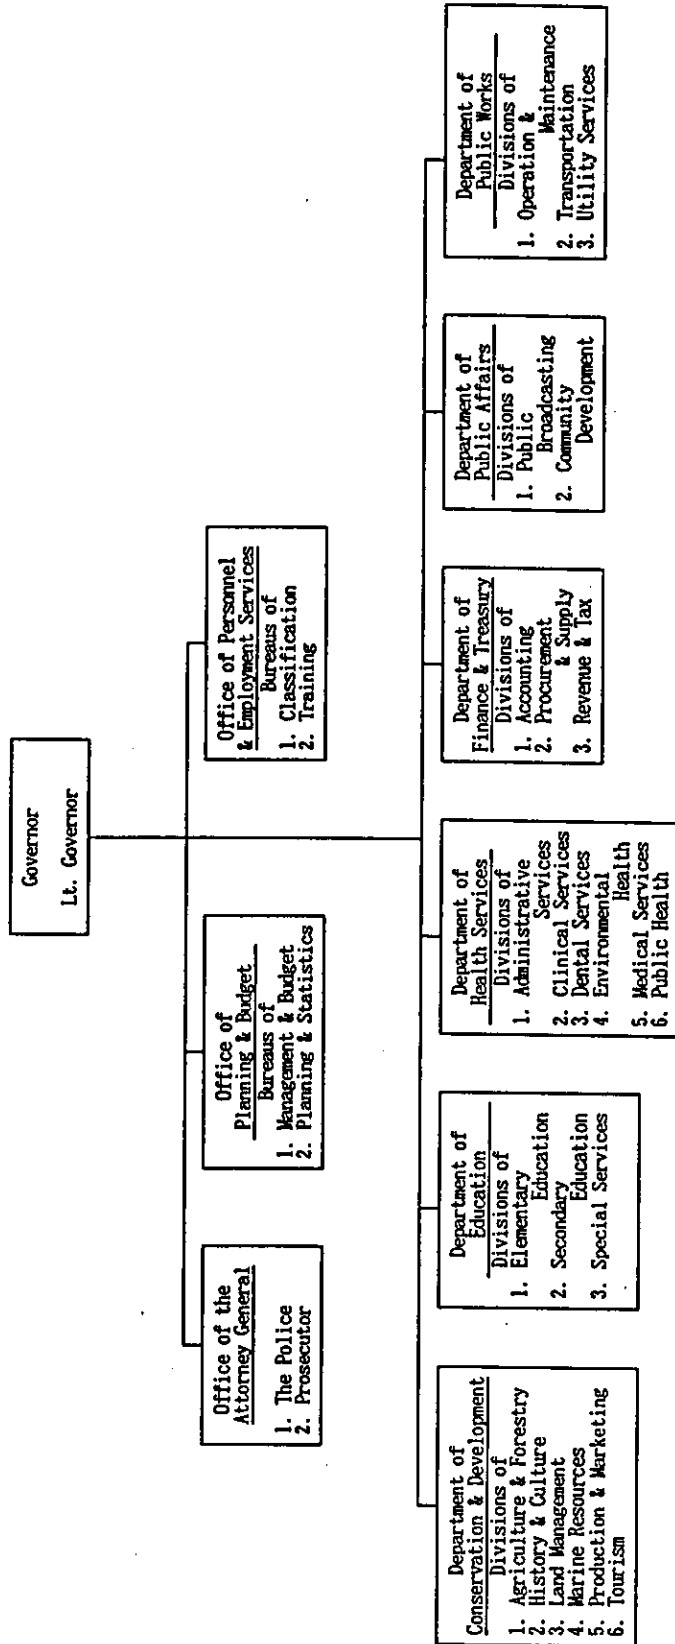 Governor
Lt. Governor
Office of the
Attorney General
1. The Police
2. Prosecutor
Office of
Planning & Budget
Bureaus of
1. Management & Budget
2. Planning & Statistics
Office of Personnel
& Employment Services
Bureaus of
1. Classification
2. Training
Department of
Conservation & Development
Divisions of
1. Agriculture & Forestry
2. History & Culture
3. Land Management
4. Marine Resources
5. Production & Marketing
6. Tourism
Department of
Education
Divisions of
1. Elementary
Education
2. Secondary
Education
3. Special Services
Department of
Health Services
Divisions of
1. Administrative
Services
2. Clinical Services
3. Dental Services
4. Environmental
Health
5. Medical Services
6. Public Health
Department of
Finance & Treasury
Divisions of
1. Accounting
2. Procurement
& Supply
3. Revenue & Tax
Department of
Public Affairs
Divisions of
1. Public
Broadcasting
2. Community
Development
Department of
Public Works
Divisions of
1. Operation &
Maintenance
2. Transportation
3. Utility Services